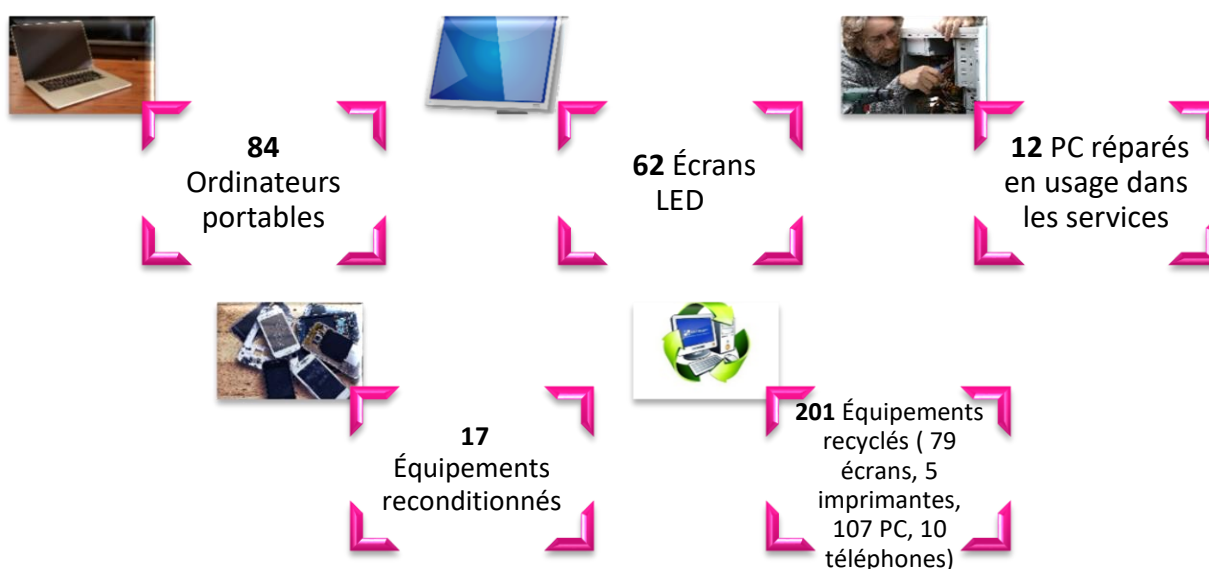 84
Ordinateurs
portables
62 Écrans
LED
12 PC réparés
en usage dans
les services
17
Équipements
reconditionnés
201 Équipements
recyclés ( 79
écrans, 5
imprimantes,
107 PC, 10
téléphones)